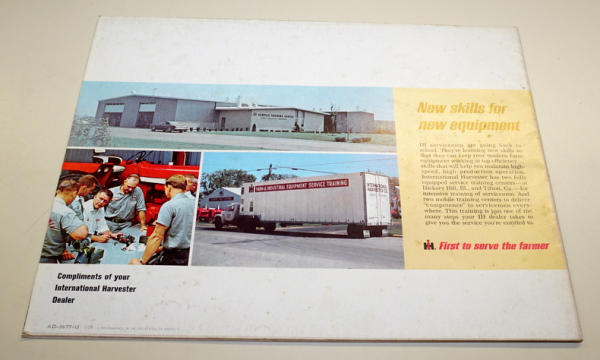 IH SERVICE TRAINING CENTER
FARM & INDUSTRIAL EQUIPMENT SERVICE TRAINING
New skills for
new equipment
IH servicemen are going back to
school. They're learning new skills so
that they can keep your modern farm
equipment working at top efficiency
skills that will help you maintain high-
speed, high production operation.
International Harvester has two fully
equipped service training centers—at
Hickory Hill, Ill., and Tifton, Ga.—for
intensive training of servicemen. And
two mobile training centers to deliver
"competence" to servicemen every-
where. This training is just one of the
many steps your IH dealer takes to
give you the service you're entitled to.
IH. First to serve the farmer
Compliments of your
International Harvester
Dealer